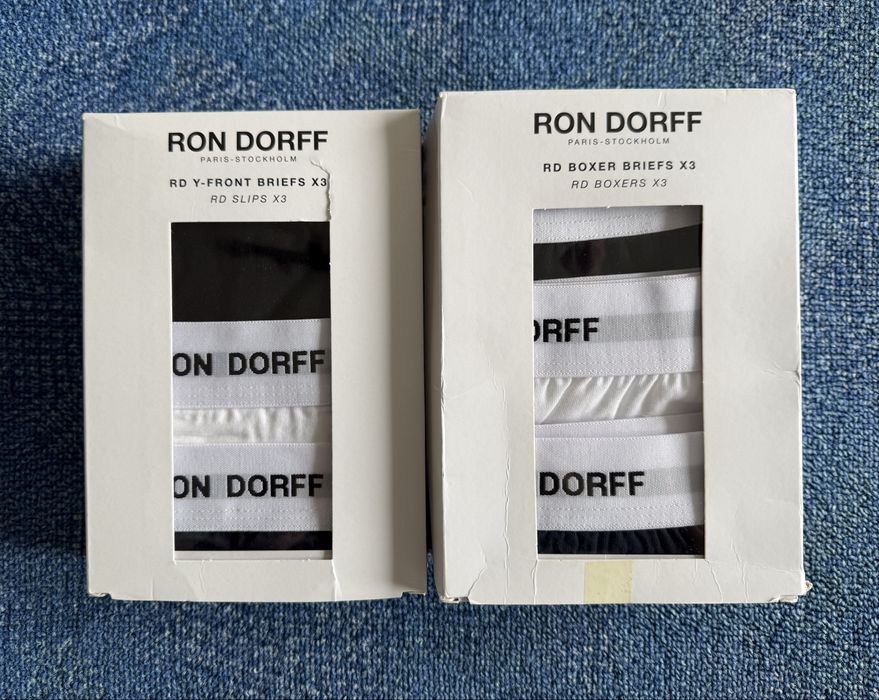 RON DORFF
PARIS-STOCKHOLM
RD Y-FRONT BRIEFS X3
RD SLIPS X3
ON DORFF
ON DORFF
RON DORFF
PARIS-STOCKHOLM
RD BOXER BRIEFS X3
RD BOXERS X3
ORFF
DORFF